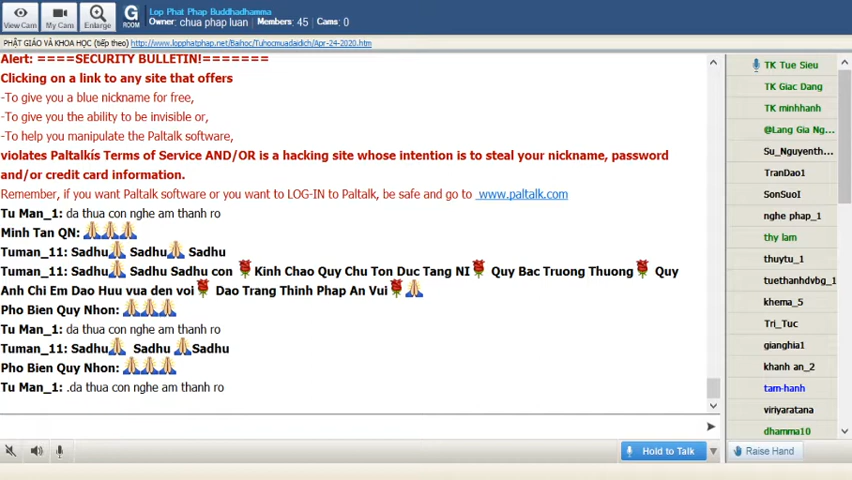 View Cam
My Cam
Enlarge
G
ROOM
Lop Phat Phap Buddhadhamma
Owner: chua phap luan Members: 45 Cams: 0
PHẬT GIÁO VÀ KHOA HỌC (tiếp theo) http://www.lopphatphap.net/Baihoc/Tuhocmuadaidich/Apr-24-2020.htm
Alert: ====SECURITY BULLETIN!=======
Clicking on a link to any site that offers
-To give you a blue nickname for free,
-To give you the ability to be invisible or,
-To help you manipulate the Paltalk software,
violates Paltalkís Terms of Service AND/OR is a hacking site whose intention is to steal your nickname, password
and/or credit card information.
Remember, if you want Paltalk software or you want to LOG-IN to Paltalk, be safe and go to www.paltalk.com
Tu Man_1: da thua con nghe am thanh ro
Minh Tan QN:
Tuman_11: Sadhu Sadhu Sadhu
Tuman_11: Sadhu Sadhu Sadhu con Kinh Chao Quy Chu Ton Duc Tang NI Quy Bac Truong Thuong Quy
Anh Chi Em Dao Huu vua den voi Dao Trang Thinh Phap An Vui
Pho Bien Quy Nhon:
Tu Man_1: da thua con nghe am thanh ro
Tuman_11: Sadhu Sadhu Sadhu
Pho Bien Quy Nhon:
Tu Man_1: .da thua con nghe am thanh ro
Hold to Talk
TK Tue Sieu
TK Giac Dang
TK minhhanh
@Lang Gia Ng...
Su_Nguyenth...
TranDao1
SonSuoI
nghe phap_1
thy lam
thuytu_1
tuethanhdvbg_1
khema_5
Tri_Tuc
gianghia1
khanh an_2
tam-hanh
viriyaratana
dhamma10
Raise Hand